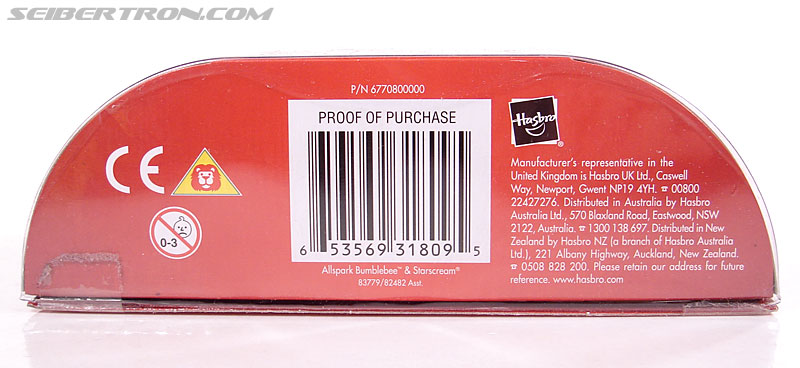 SEIBERTRON.COM
P/N 6770800000
PROOF OF PURCHASE
6 53569 31809 5
Allspark Bumblebee™ & Starscream®
83779/82482 Asst.
CE
0-3
Hasbro
®
Manufacturer's representative in the
United Kingdom is Hasbro UK Ltd., Caswell
Way, Newport, Gwent NP19 4YH. ☎ 00800
22427276. Distributed in Australia by Hasbro
Australia Ltd., 570 Blaxland Road, Eastwood, NSW
2122, Australia. ☎ 1300 138 697. Distributed in New
Zealand by Hasbro NZ (a branch of Hasbro Australia
Ltd.), 221 Albany Highway, Auckland, New Zealand.
☎ 0508 828 200. Please retain our address for future
reference. www.hasbro.com.